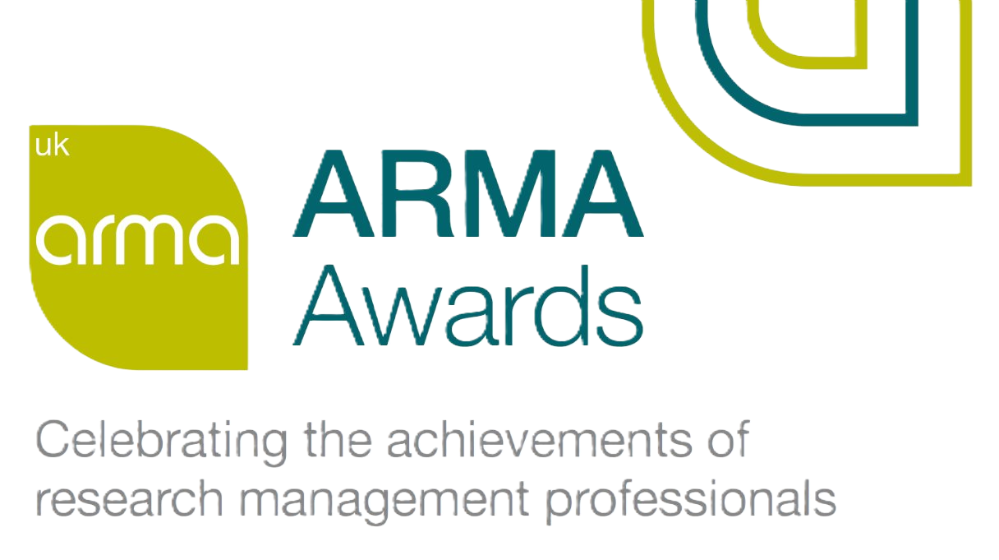 uk
arma
ARMA
Awards
Celebrating the achievements of
research management professionals